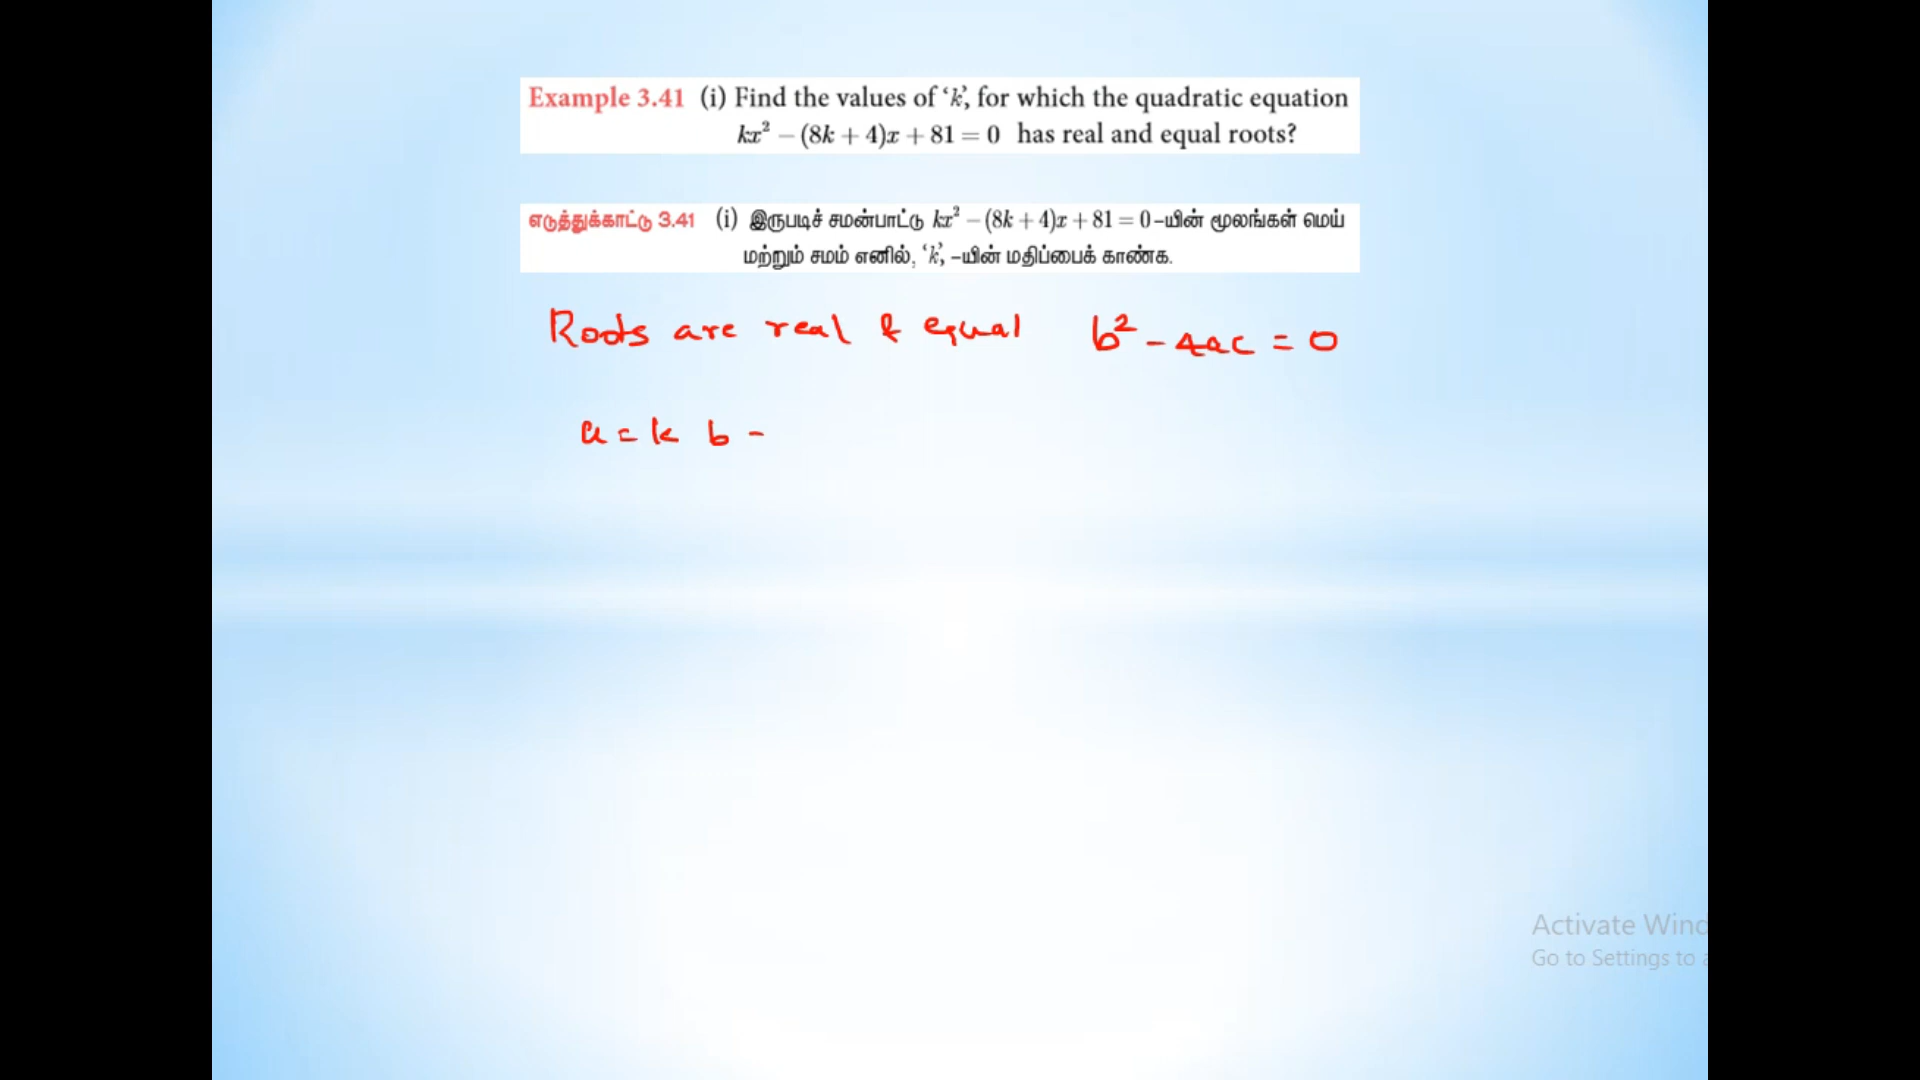 Example 3.41 (i) Find the values of ‘k’, for which the quadratic equation
kx² − (8k + 4)x + 81 = 0 has real and equal roots?
எடுத்துக்காட்டு 3.41 (i) இருபடிச் சமன்பாட்டு kx² − (8k + 4)x + 81 = 0 -யின் மூலங்கள் மெய்
மற்றும் சமம் எனில், ‘k’, -யின் மதிப்பைக் காண்க.
Roots are real & equal b² - 4ac = 0
a = k b -
Activate Wind
Go to Settings to a